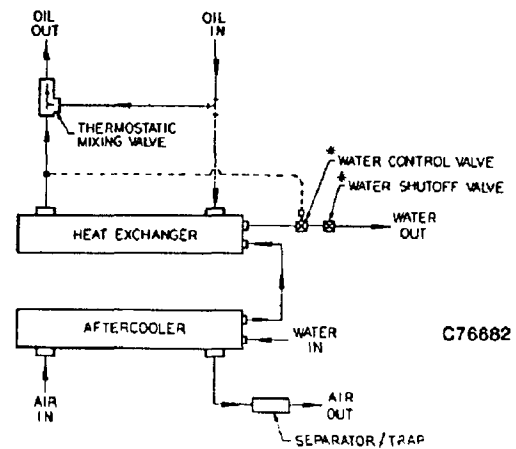 OIL
OUT
OIL
IN
THERMOSTATIC
MIXING VALVE
*
WATER CONTROL VALVE
*
WATER SHUTOFF VALVE
WATER
OUT
HEAT EXCHANGER
AFTERCOOLER
WATER
IN
C76682
AIR
IN
AIR
OUT
SEPARATOR/TRAP